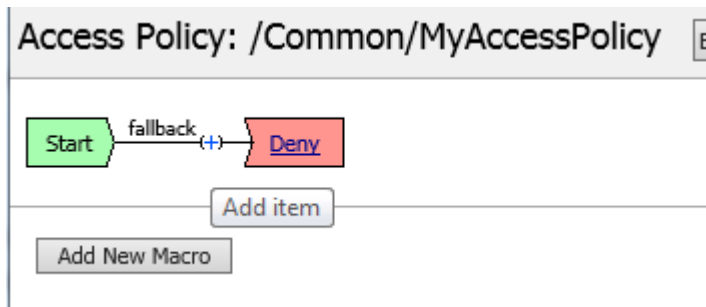 Access Policy: /Common/MyAccessPolicy
Start
fallback
(+)
Deny
Add item
Add New Macro